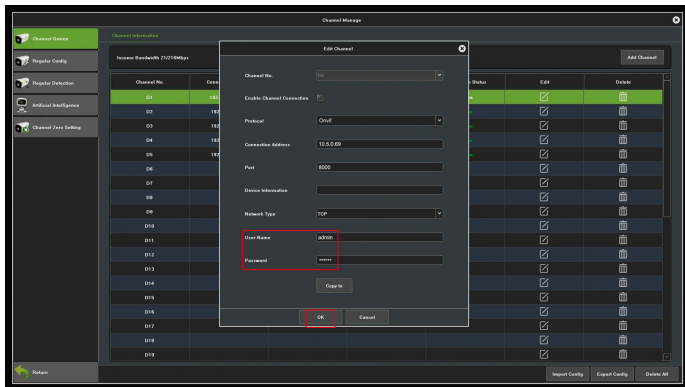 Channel Manage
Channel Device
Regular Config
Regular Detection
Artificial Intelligence
Channel Zero Setting
Return
Channel Information
Income Bandwidth 21/216Mbps
Add Channel
Channel No. Status Edit Delete
D1
D2 192
D3 192
D4
D5 192
D6
D7
D8
D9
D10
D11
D12
D13
D14
D15
D16
D17
D18
D19
Edit Channel
Channel No.
Enable Channel Connection
Protocol Onvif
Connection Address 10.5.0.69
Port 8000
Device Information
Network Type TCP
User Name admin
Password ••••••
Copy to
OK Cancel
Import Config Export Config Delete All